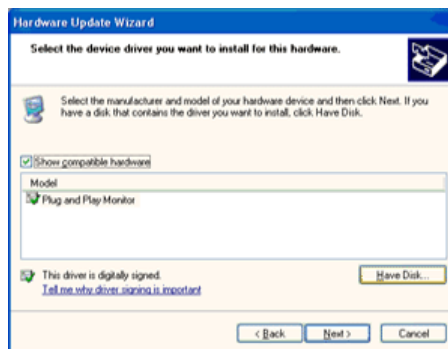 Hardware Update Wizard
Select the device driver you want to install for this hardware.
Select the manufacturer and model of your hardware device and then click Next. If you
have a disk that contains the driver you want to install, click Have Disk.
Show compatible hardware
Model
Plug and Play Monitor
This driver is digitally signed.
Tell me why driver signing is important
Have Disk...
< Back
Next >
Cancel